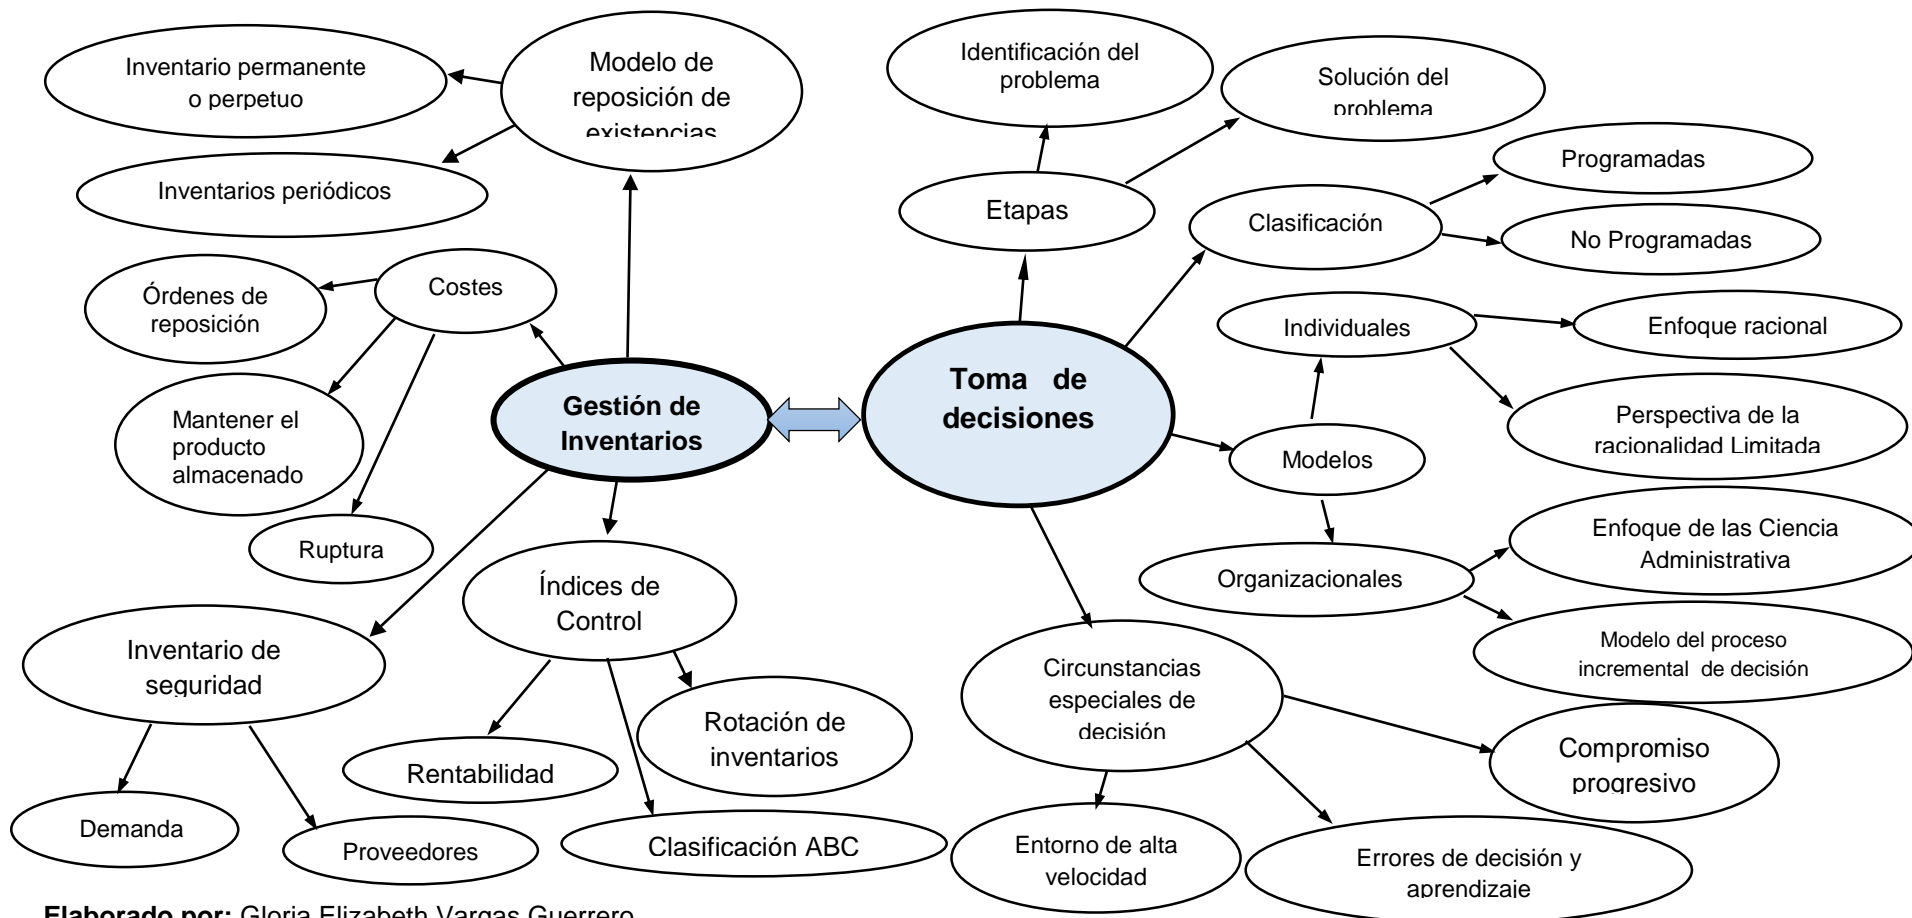 Inventario permanente
o perpetuo
Modelo de
reposición de
existencias
Inventarios periódicos
Costes
Órdenes de
reposición
Mantener el
producto
almacenado
Ruptura
Gestión de
Inventarios
Índices de
Control
Inventario de
seguridad
Rotación de
inventarios
Rentabilidad
Demanda
Proveedores
Clasificación ABC
Identificación del
problema
Solución del
problema
Etapas
Programadas
Clasificación
No Programadas
Individuales
Enfoque racional
Toma de
decisiones
Perspectiva de la
racionalidad Limitada
Modelos
Enfoque de las Ciencia
Administrativa
Organizacionales
Modelo del proceso
incremental de decisión
Circunstancias
especiales de
decisión
Compromiso
progresivo
Entorno de alta
velocidad
Errores de decisión y
aprendizaje
Elaborado por: Gloria Elizabeth Vargas Guerrero